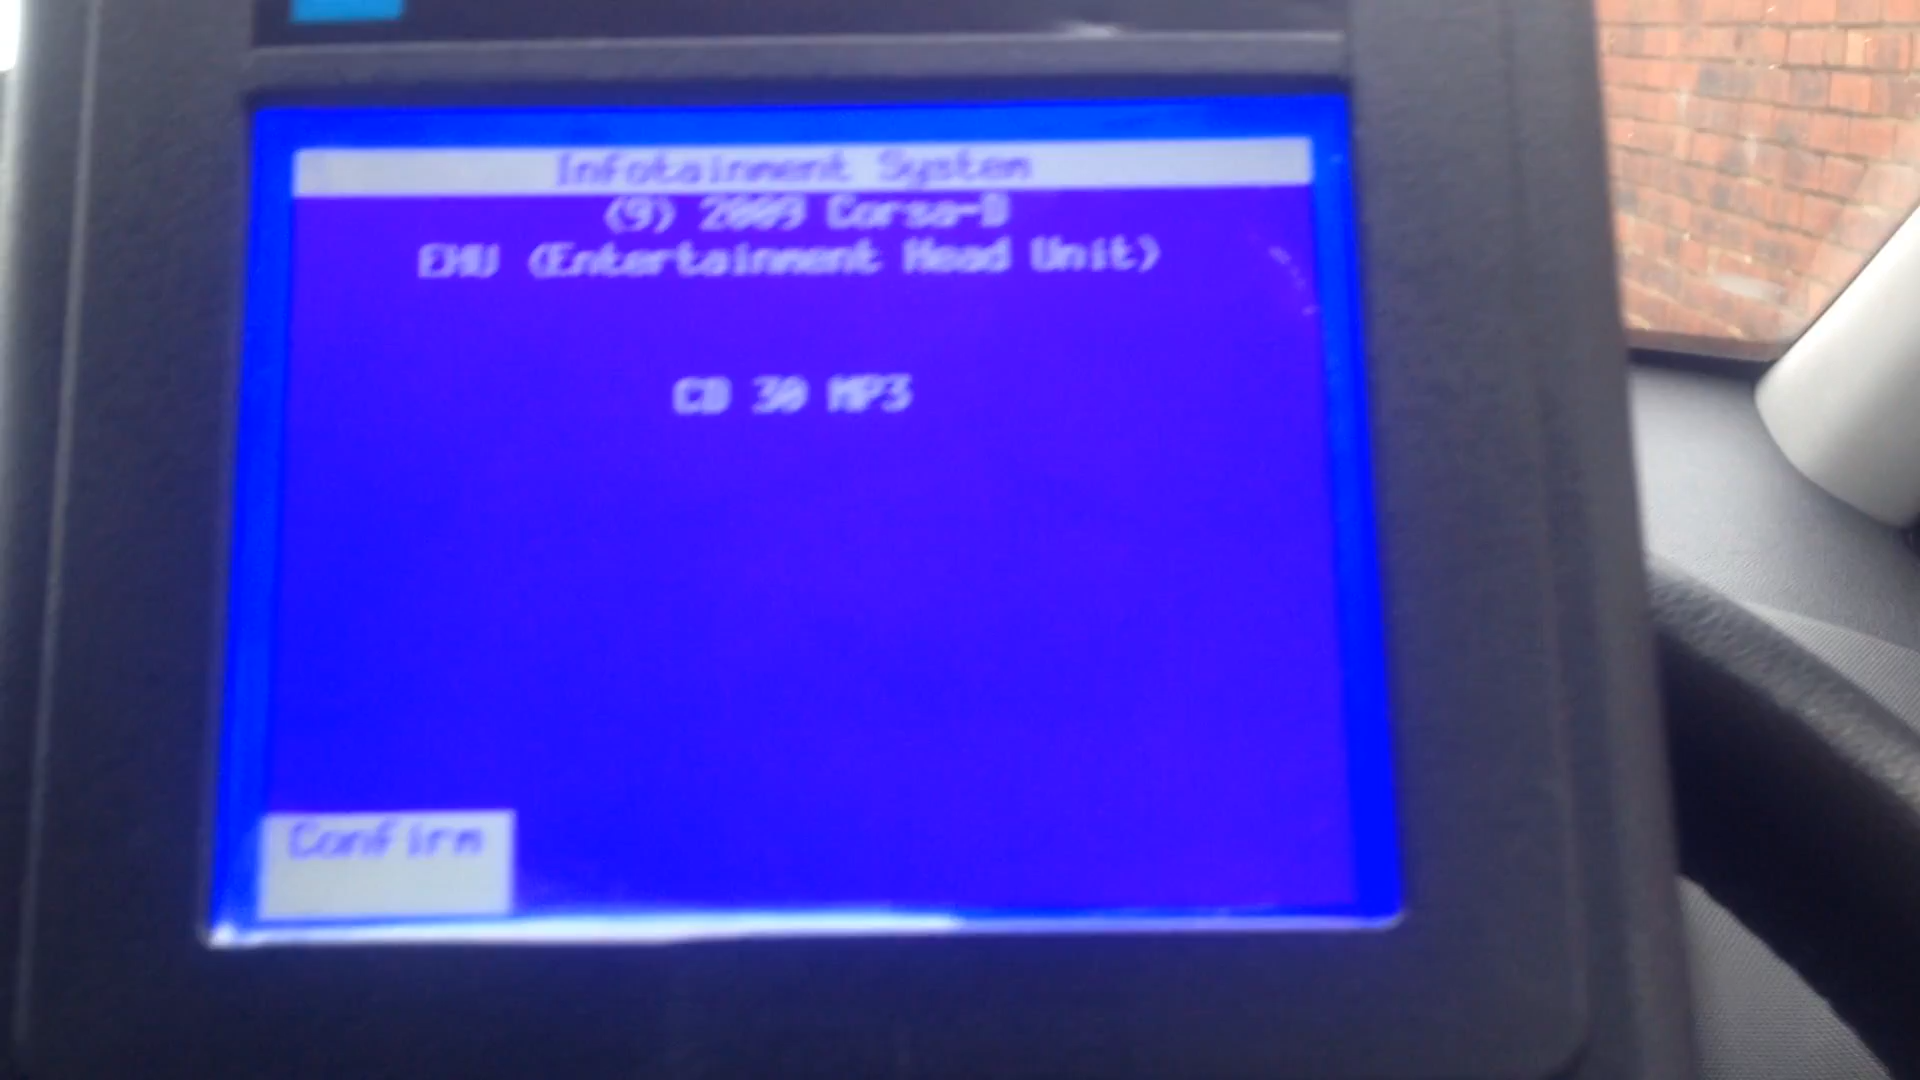 Infotainment System
(9) 2009 Corsa-D
EHU (Entertainment Head Unit)
CD 30 MP3
Confirm